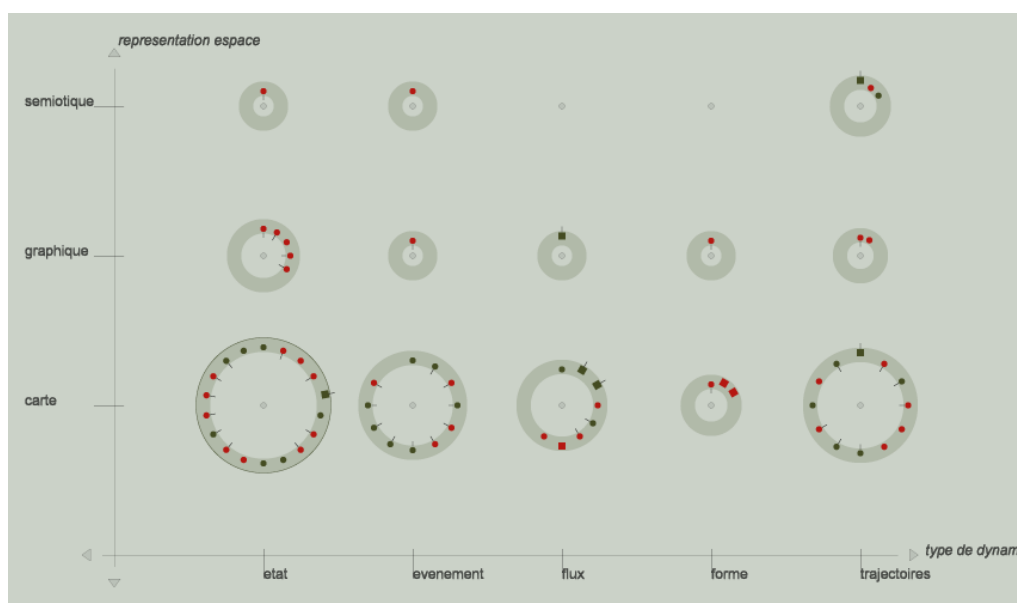 representation espace
semiotique
graphique
carte
type de dynam
etat evenement flux forme trajectoires